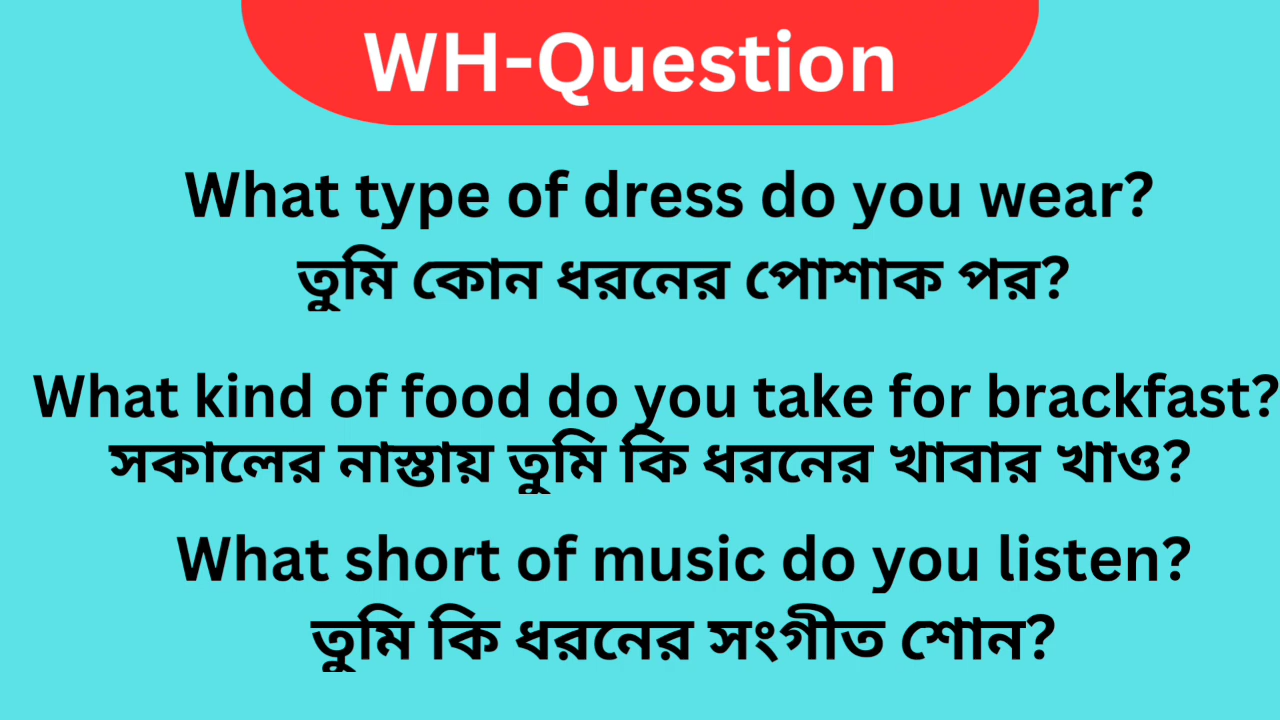 WH-Question
What type of dress do you wear?
তুমি কোন ধরনের পোশাক পর?
What kind of food do you take for brackfast?
সকালের নাস্তায় তুমি কি ধরনের খাবার খাও?
What short of music do you listen?
তুমি কি ধরনের সংগীত শোন?